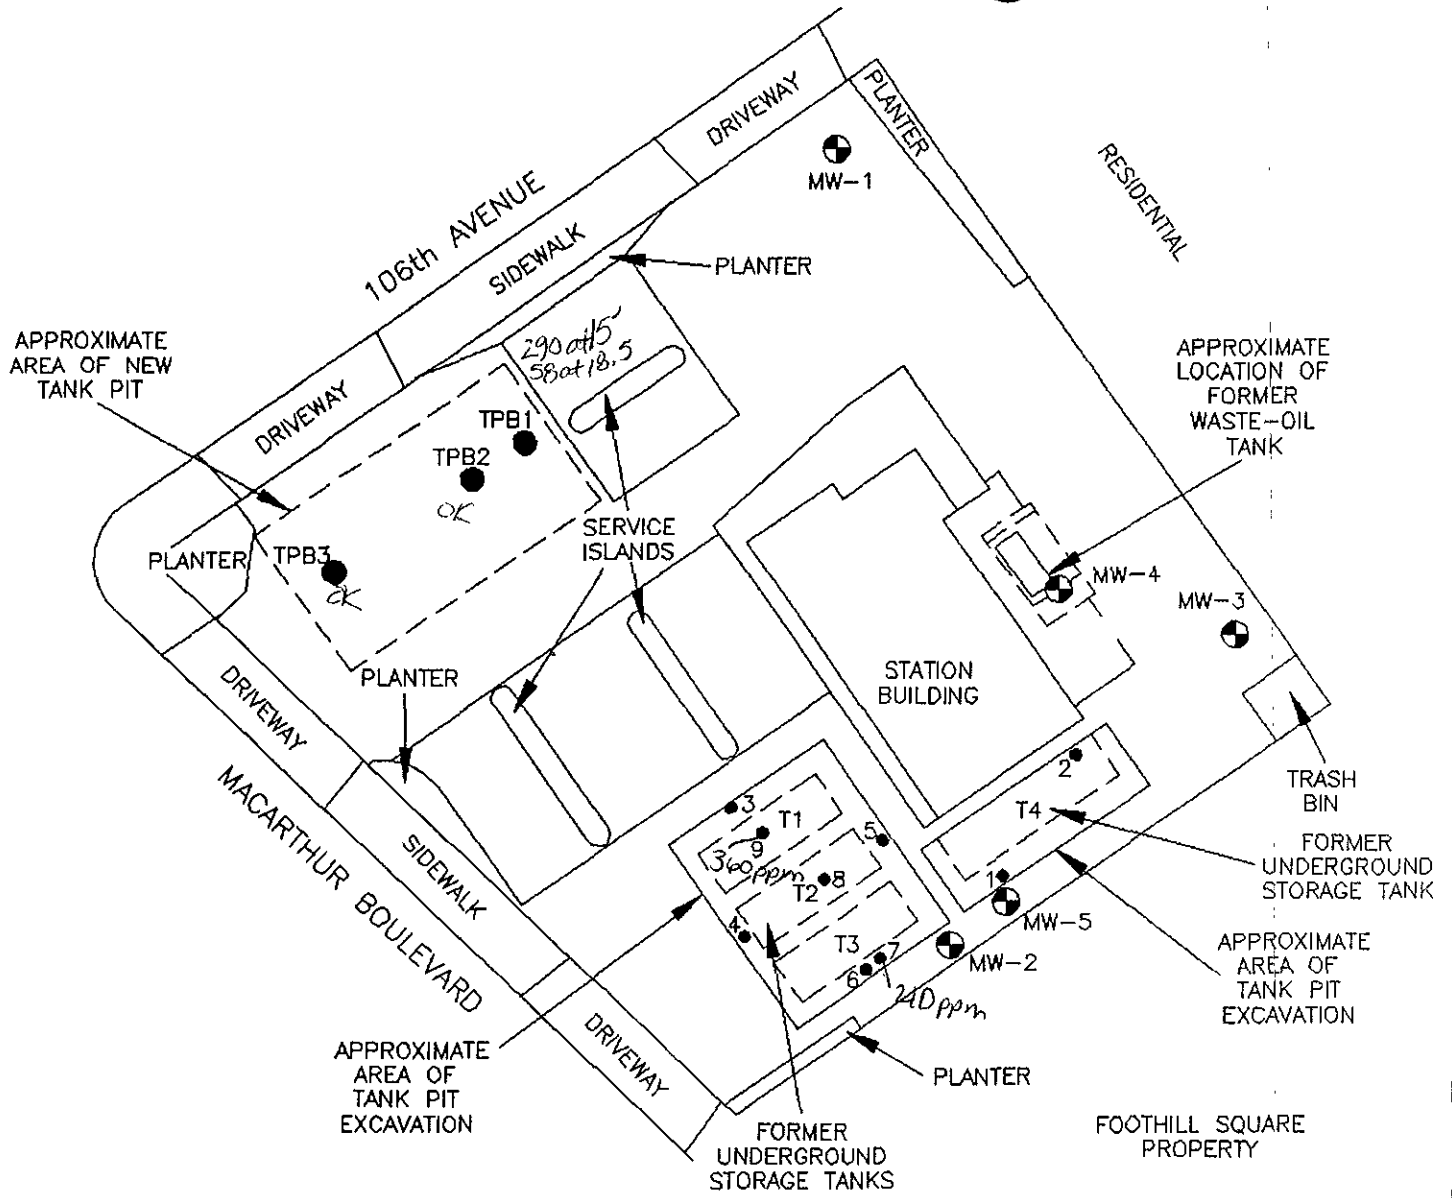 DRIVEWAY
PLANTER
MW-1
RESIDENTIAL
106th AVENUE
SIDEWALK
PLANTER
APPROXIMATE
AREA OF NEW
TANK PIT
290 at 15'
58 at 18.5
DRIVEWAY
TPB1
TPB2
OK
TPB3
OK
PLANTER
SERVICE
ISLANDS
APPROXIMATE
LOCATION OF
FORMER
WASTE-OIL
TANK
MW-4
MW-3
STATION
BUILDING
PLANTER
DRIVEWAY
MACARTHUR BOULEVARD
SIDEWALK
DRIVEWAY
TRASH
BIN
2
T4
1
FORMER
UNDERGROUND
STORAGE TANK
MW-5
MW-2
APPROXIMATE
AREA OF
TANK PIT
EXCAVATION
3
T1
9
360ppm
5
T2
8
4
T3
7
6
240ppm
APPROXIMATE
AREA OF
TANK PIT
EXCAVATION
FORMER
UNDERGROUND
STORAGE TANKS
PLANTER
FOOTHILL SQUARE
PROPERTY